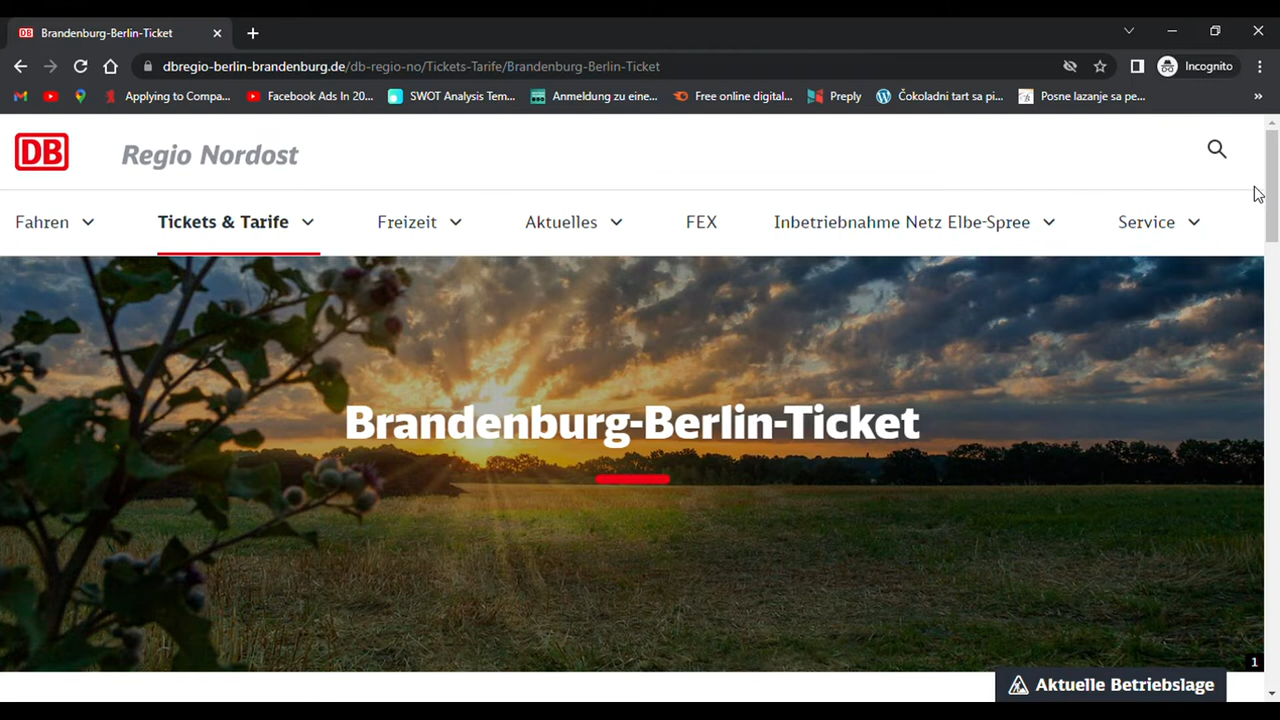 Brandenburg-Berlin-Ticket
dbregio-berlin-brandenburg.de/db-regio-no/Tickets-Tarife/Brandenburg-Berlin-Ticket
Incognito
Applying to Compa...
Facebook Ads In 20...
SWOT Analysis Tem...
Anmeldung zu eine...
Free online digital...
Preply
Čokoladni tart sa pi...
Posne lazanje sa pe...
DB
Regio Nordost
Fahren
Tickets & Tarife
Freizeit
Aktuelles
FEX
Inbetriebnahme Netz Elbe-Spree
Service
Brandenburg-Berlin-Ticket
1
Aktuelle Betriebslage